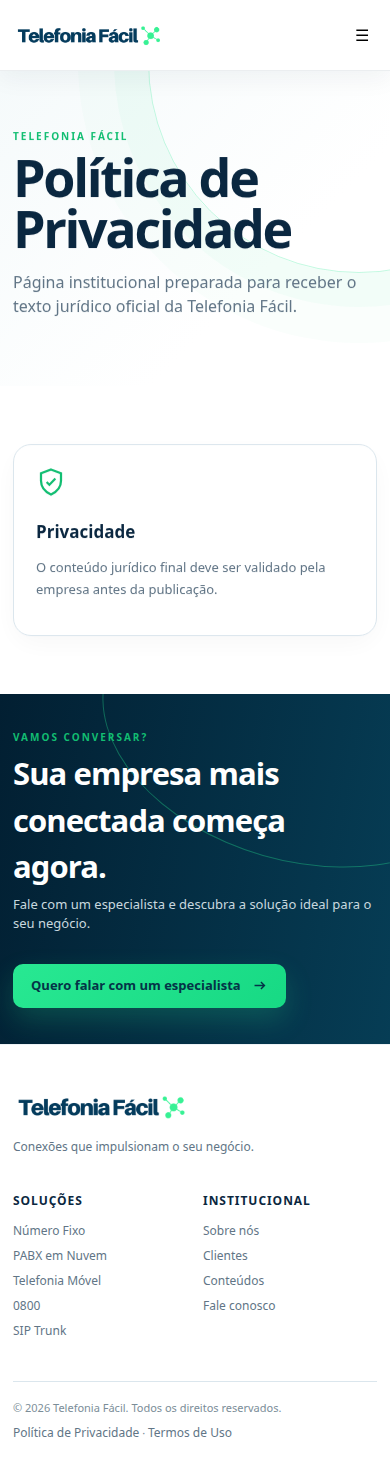 Telefonia Fácil
☰
TELEFONIA FÁCIL
Política de
Privacidade
Página institucional preparada para receber o
texto jurídico oficial da Telefonia Fácil.
Privacidade
O conteúdo jurídico final deve ser validado pela
empresa antes da publicação.
VAMOS CONVERSAR?
Sua empresa mais
conectada começa
agora.
Fale com um especialista e descubra a solução ideal para o
seu negócio.
Quero falar com um especialista →
Telefonia Fácil
Conexões que impulsionam o seu negócio.
SOLUÇÕES
Número Fixo
PABX em Nuvem
Telefonia Móvel
0800
SIP Trunk
INSTITUCIONAL
Sobre nós
Clientes
Conteúdos
Fale conosco
© 2026 Telefonia Fácil. Todos os direitos reservados.
Política de Privacidade · Termos de Uso